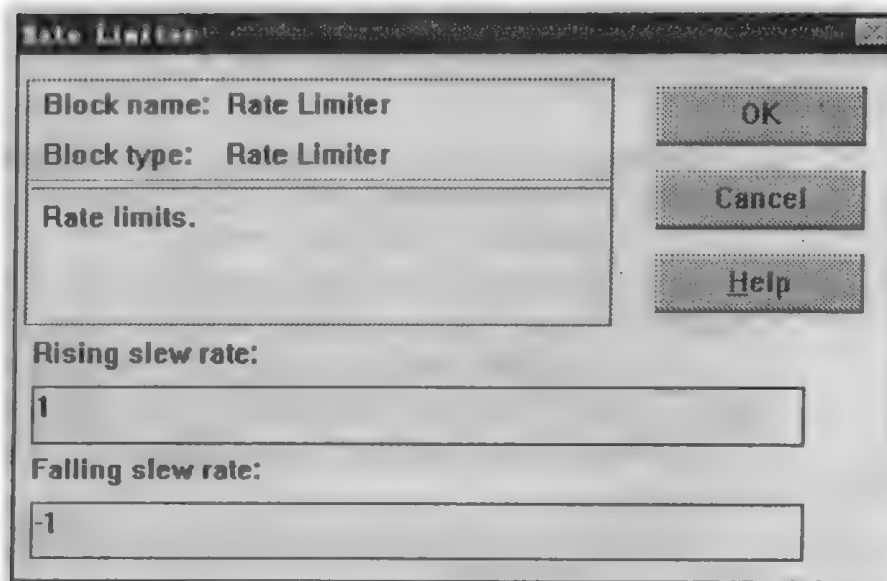 Rate Limiter
Block name: Rate Limiter
Block type: Rate Limiter
Rate limits.
OK
Cancel
Help
Rising slew rate:
1
Falling slew rate:
-1